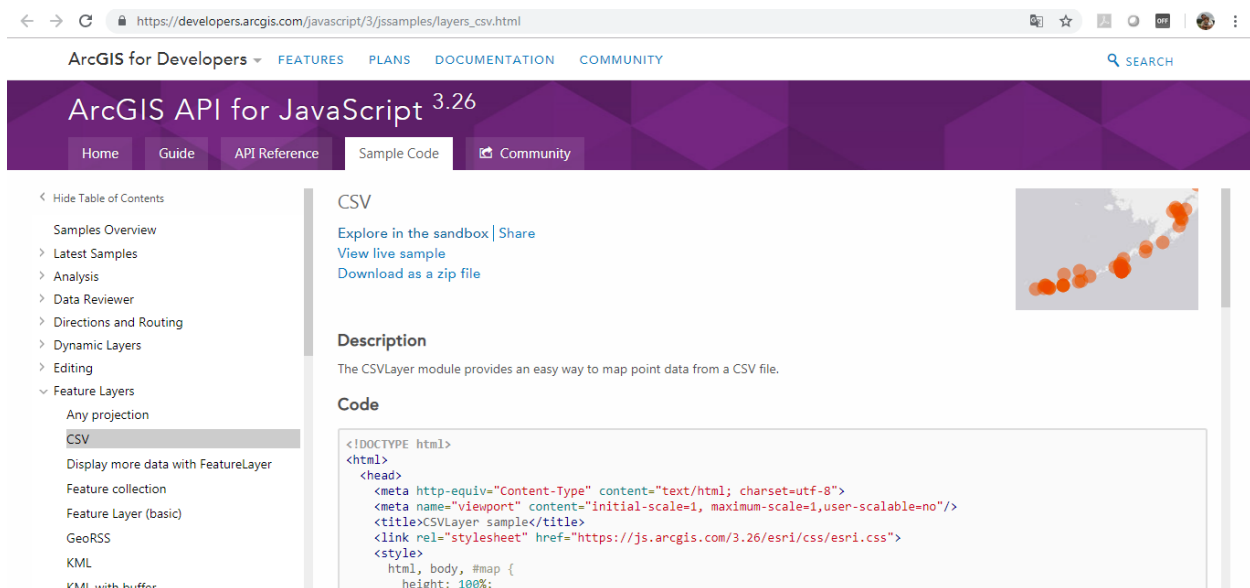 https://developers.arcgis.com/javascript/3/jssamples/layers_csv.html
OFF
ArcGIS for Developers FEATURES PLANS DOCUMENTATION COMMUNITY SEARCH
ArcGIS API for JavaScript 3.26
Home Guide API Reference Sample Code Community
Hide Table of Contents
Samples Overview
Latest Samples
Analysis
Data Reviewer
Directions and Routing
Dynamic Layers
Editing
Feature Layers
Any projection
CSV
Display more data with FeatureLayer
Feature collection
Feature Layer (basic)
GeoRSS
KML
KML with buffer
CSV
Explore in the sandbox | Share
View live sample
Download as a zip file
Description
The CSVLayer module provides an easy way to map point data from a CSV file.
Code
<!DOCTYPE html>
<html>
<head>
<meta http-equiv="Content-Type" content="text/html; charset=utf-8">
<meta name="viewport" content="initial-scale=1, maximum-scale=1,user-scalable=no"/>
<title>CSVLayer sample</title>
<link rel="stylesheet" href="https://js.arcgis.com/3.26/esri/css/esri.css">
<style>
html, body, #map {
height: 100%;